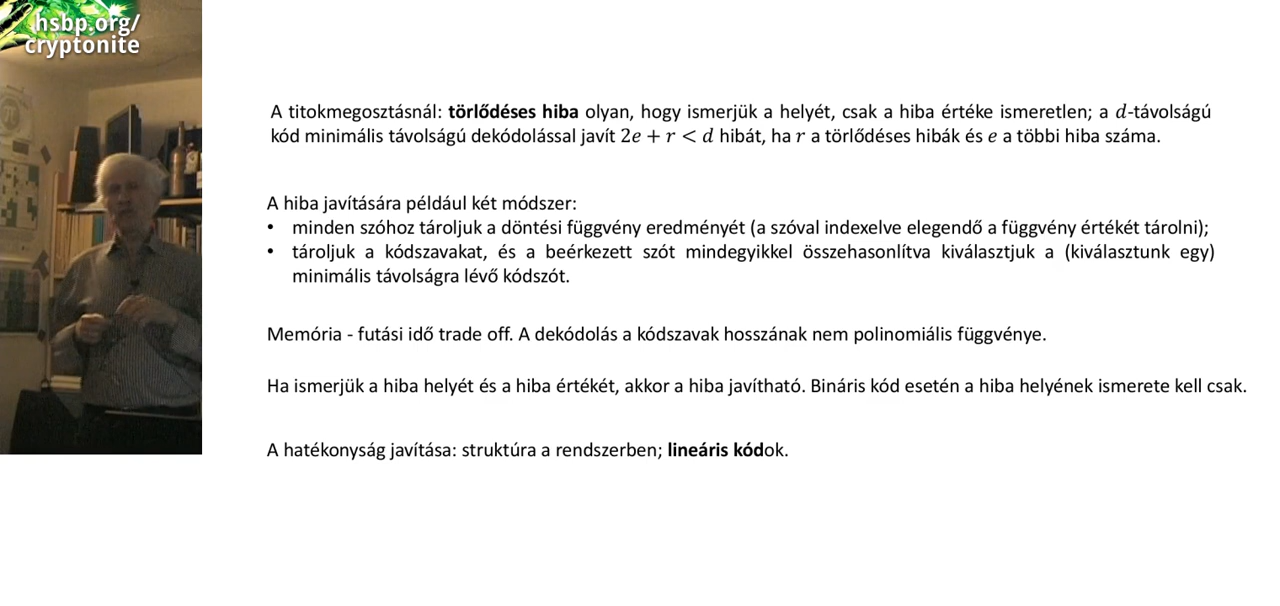 hsbp.org/
cryptonite
A titokmegosztásnál: törlődéses hiba olyan, hogy ismerjük a helyét, csak a hiba értéke ismeretlen; a d-távolságú
kód minimális távolságú dekódolással javít 2e + r < d hibát, ha r a törlődéses hibák és e a többi hiba száma.
A hiba javítására például két módszer:
• minden szóhoz tároljuk a döntési függvény eredményét (a szóval indexelve elegendő a függvény értékét tárolni);
• tároljuk a kódszavakat, és a beérkezett szót mindegyikkel összehasonlítva kiválasztjuk a (kiválasztunk egy)
minimális távolságra lévő kódszót.
Memória - futási idő trade off. A dekódolás a kódszavak hosszának nem polinomiális függvénye.
Ha ismerjük a hiba helyét és a hiba értékét, akkor a hiba javítható. Bináris kód esetén a hiba helyének ismerete kell csak.
A hatékonyság javítása: struktúra a rendszerben; lineáris kódok.